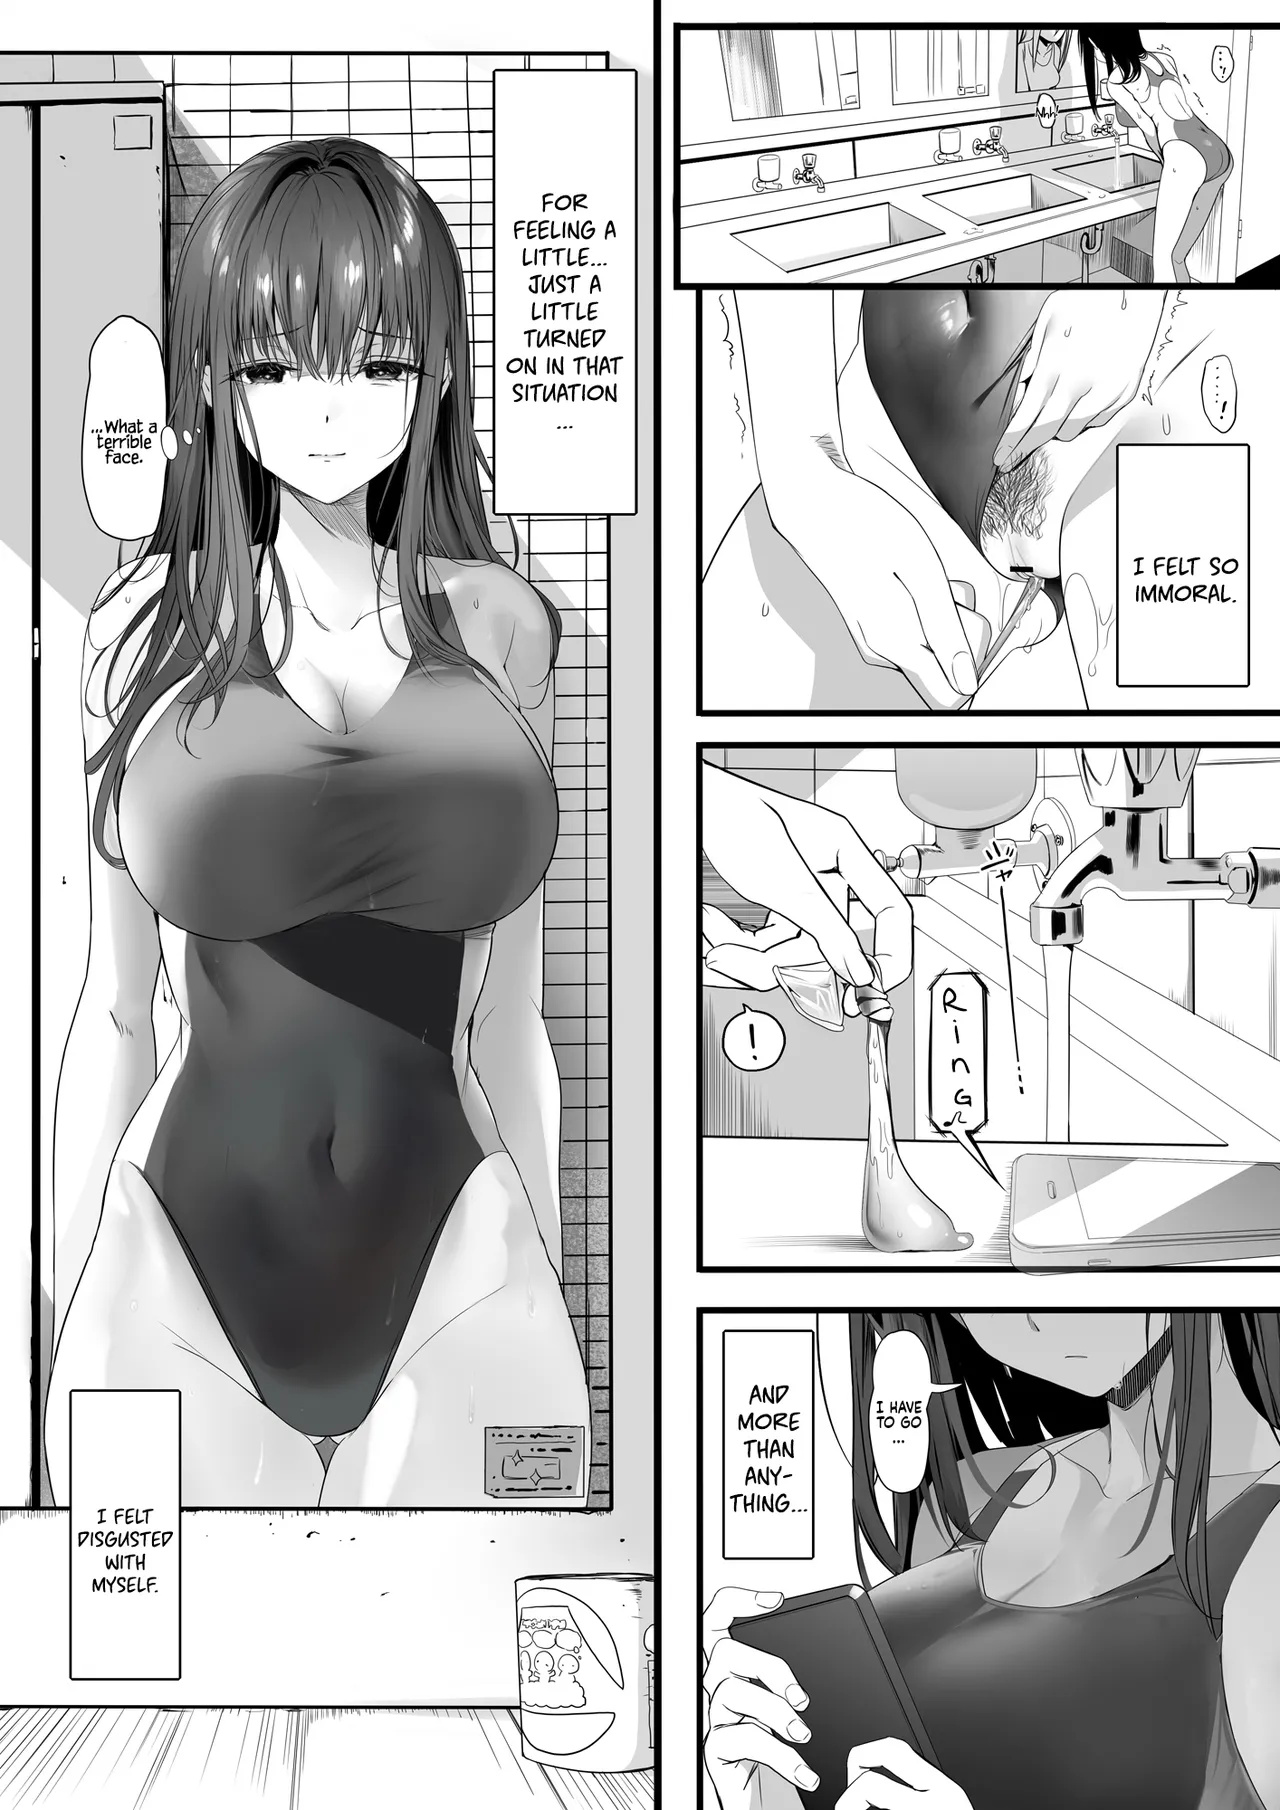 ...!
Nhh!
.....!
I FELT SO
IMMORAL.
!
RING
AND
MORE
THAN
ANY-
THING...
I HAVE
TO GO
...
FOR
FEELING A
LITTLE...
JUST A
LITTLE
TURNED
ON IN THAT
SITUATION
...
...What a
terrible
face.
I FELT
DISGUSTED
WITH
MYSELF.